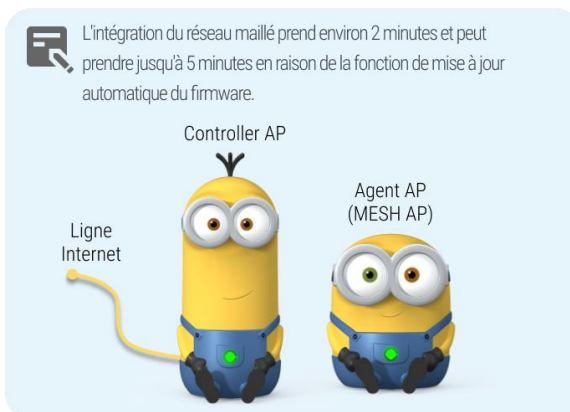 L'intégration du réseau maillé prend environ 2 minutes et peut
prendre jusqu'à 5 minutes en raison de la fonction de mise à jour
automatique du firmware.
Controller AP
Agent AP
(MESH AP)
Ligne
Internet